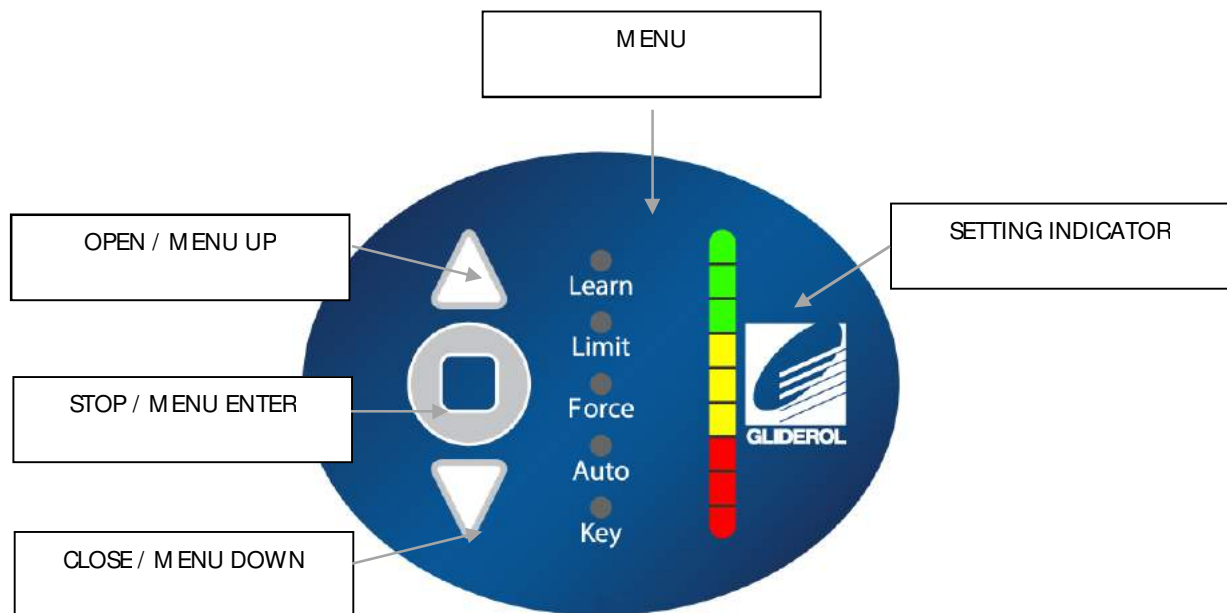 MENU
OPEN / MENU UP
SETTING INDICATOR
Learn
Limit
Force
STOP / MENU ENTER
GLIDEROL
Auto
Key
CLOSE / MENU DOWN